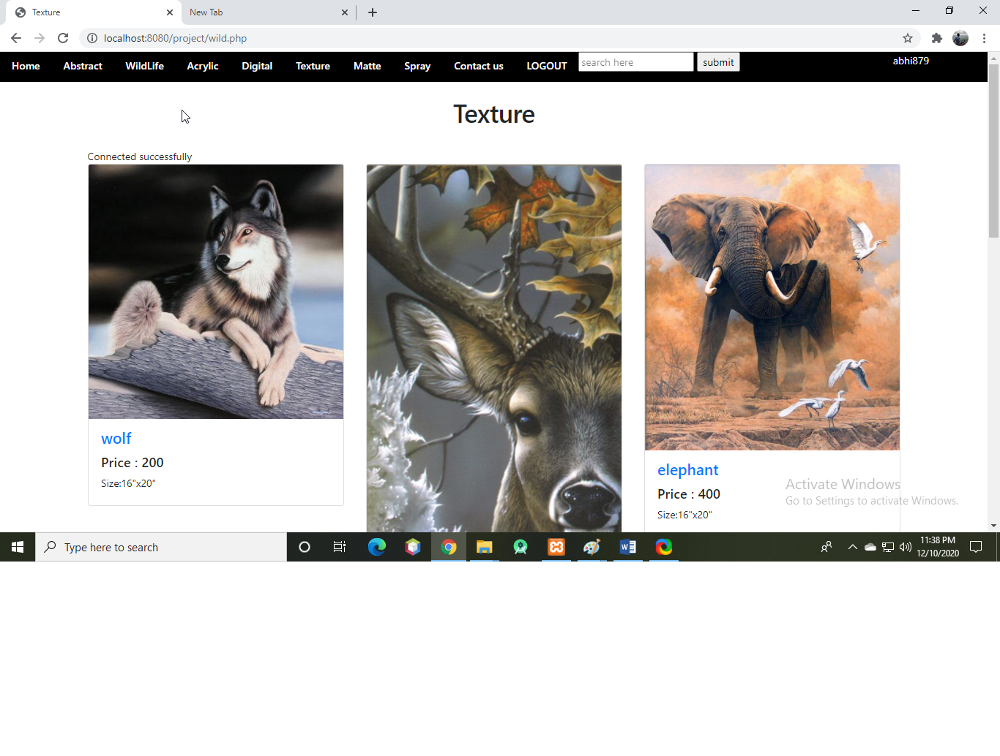 Texture
New Tab
localhost:8080/project/wild.php
Home Abstract WildLife Acrylic Digital Texture Matte Spray Contact us LOGOUT search here submit abhi879
Texture
Connected successfully
wolf
Price : 200
Size:16"x20"
elephant
Price : 400
Size:16"x20"
Activate Windows
Go to Settings to activate Windows.
Type here to search
11:38 PM
12/10/2020